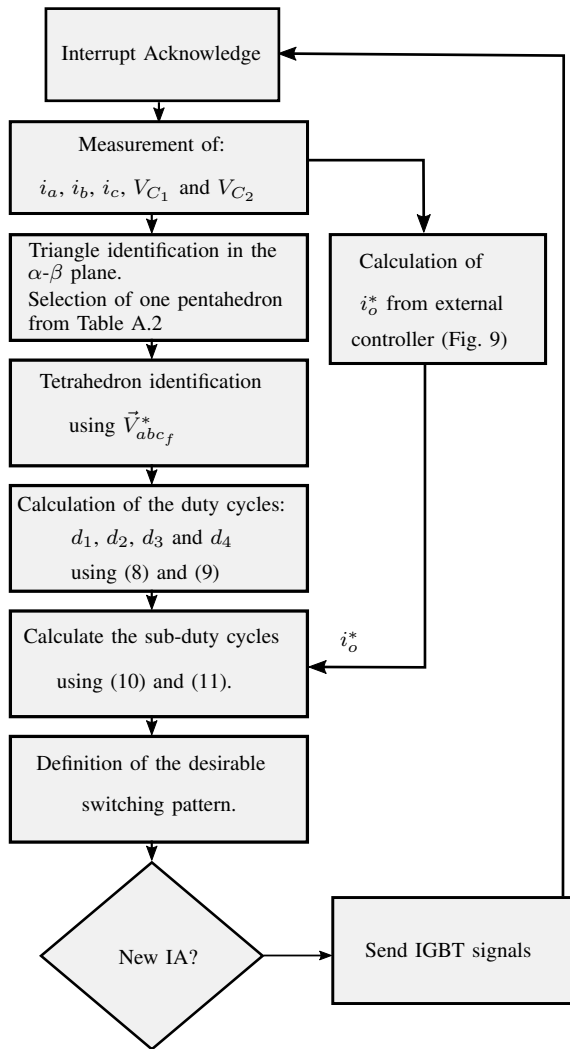 Interrupt Acknowledge
Measurement of:
i_a, i_b, i_c, V_{C_1} and V_{C_2}
Triangle identification in the
α-β plane.
Selection of one pentahedron
from Table A.2
Calculation of
i_o^* from external
controller (Fig. 9)
Tetrahedron identification
using \vec{V}^*_{abc_f}
Calculation of the duty cycles:
d_1, d_2, d_3 and d_4
using (8) and (9)
Calculate the sub-duty cycles
using (10) and (11).
i_o^*
Definition of the desirable
switching pattern.
New IA?
Send IGBT signals